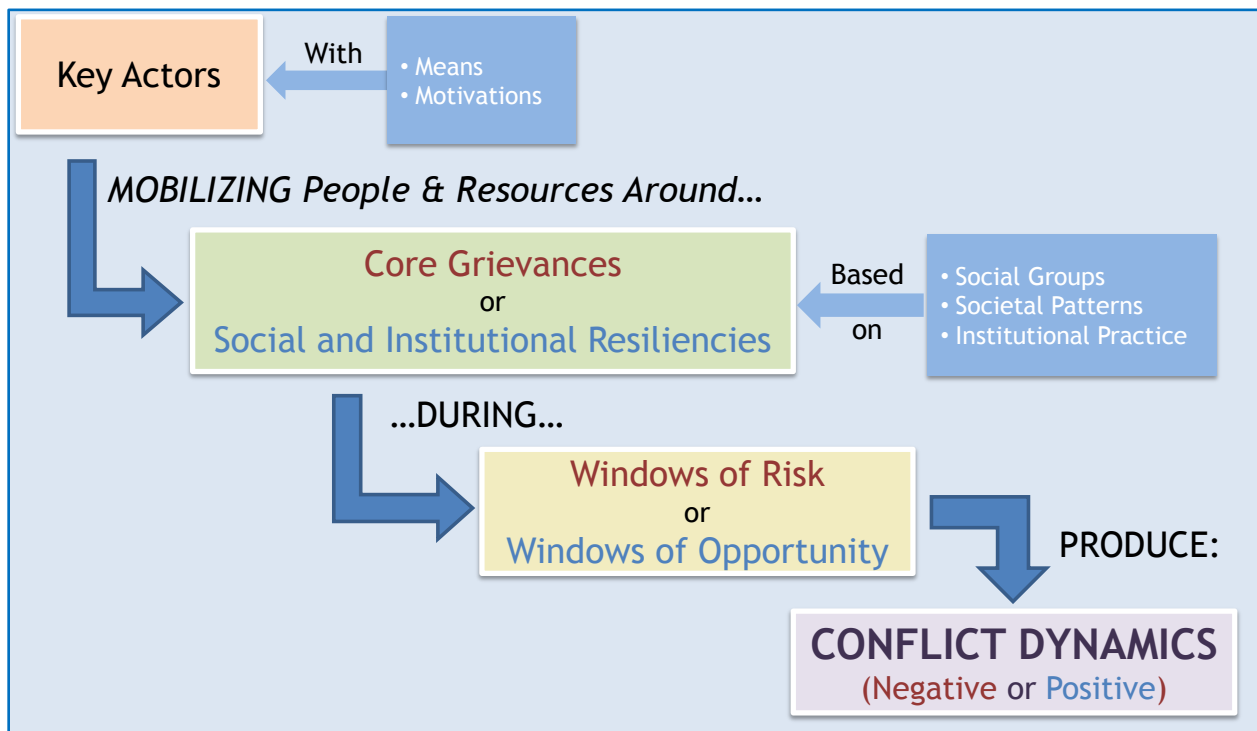 Key Actors
With
• Means
• Motivations
MOBILIZING People & Resources Around…
Core Grievances
or
Social and Institutional Resiliencies
Based
on
• Social Groups
• Societal Patterns
• Institutional Practice
…DURING…
Windows of Risk
or
Windows of Opportunity
PRODUCE:
CONFLICT DYNAMICS
(Negative or Positive)